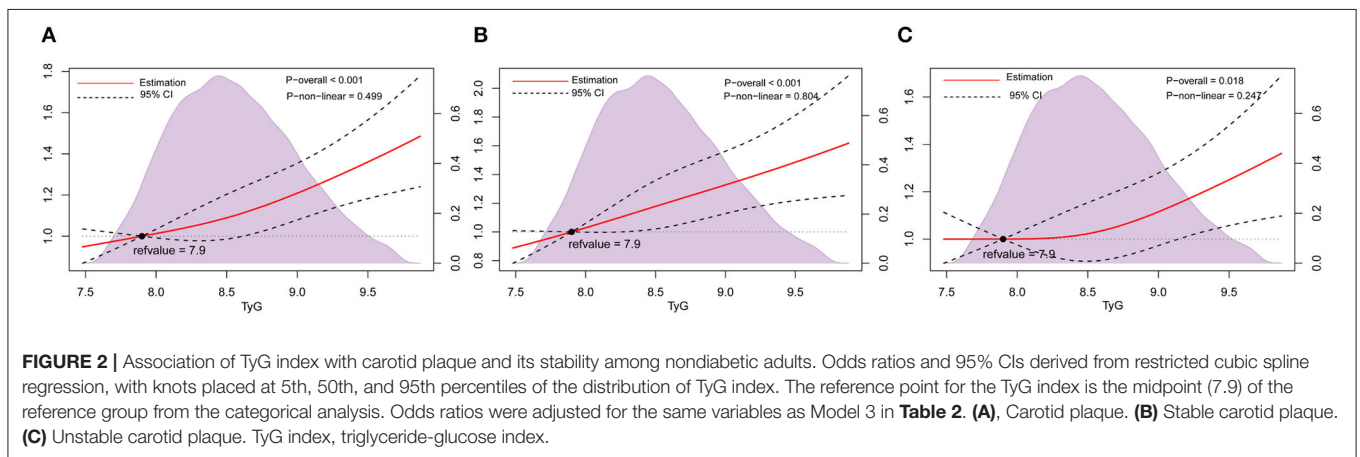 A
Estimation
95% CI
P-overall < 0.001
P-non-linear = 0.499
refvalue = 7.9
1.8
1.6
1.4
1.2
1.0
0.6
0.4
0.2
0.0
7.5 8.0 8.5 9.0 9.5
TyG
B
Estimation
95% CI
P-overall < 0.001
P-non-linear = 0.804
refvalue = 7.9
2.0
1.8
1.6
1.4
1.2
1.0
0.8
0.6
0.4
0.2
0.0
7.5 8.0 8.5 9.0 9.5
TyG
C
Estimation
95% CI
P-overall = 0.018
P-non-linear = 0.247
refvalue = 7.9
1.6
1.4
1.2
1.0
0.6
0.4
0.2
0.0
7.5 8.0 8.5 9.0 9.5
TyG
FIGURE 2 | Association of TyG index with carotid plaque and its stability among nondiabetic adults. Odds ratios and 95% CIs derived from restricted cubic spline
regression, with knots placed at 5th, 50th, and 95th percentiles of the distribution of TyG index. The reference point for the TyG index is the midpoint (7.9) of the
reference group from the categorical analysis. Odds ratios were adjusted for the same variables as Model 3 in Table 2. (A), Carotid plaque. (B) Stable carotid plaque.
(C) Unstable carotid plaque. TyG index, triglyceride-glucose index.